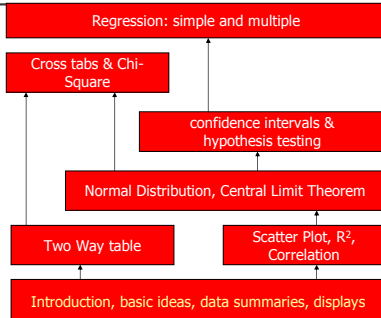 Regression: simple and multiple
Cross tabs & Chi-
Square
confidence intervals &
hypothesis testing
Normal Distribution, Central Limit Theorem
Two Way table
Scatter Plot, R²,
Correlation
Introduction, basic ideas, data summaries, displays